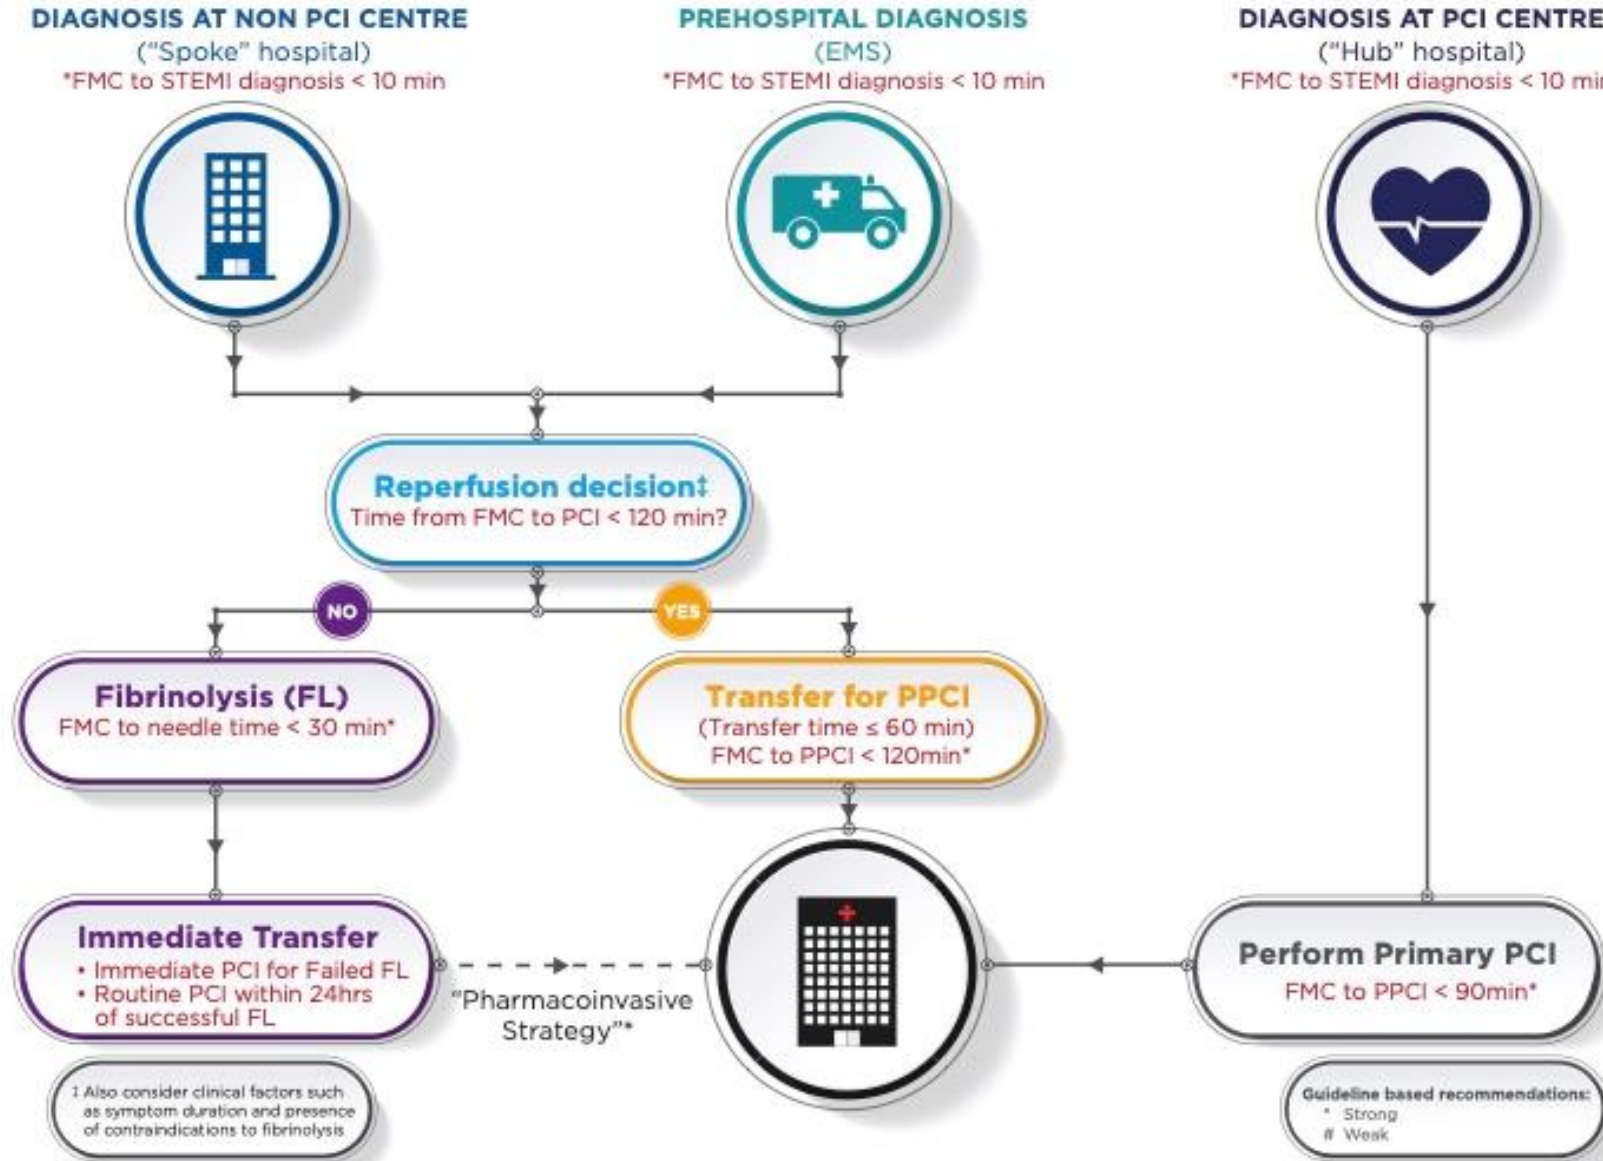 DIAGNOSIS AT NON PCI CENTRE
("Spoke" hospital)
*FMC to STEMI diagnosis < 10 min
PREHOSPITAL DIAGNOSIS
(EMS)
*FMC to STEMI diagnosis < 10 min
DIAGNOSIS AT PCI CENTRE
("Hub" hospital)
*FMC to STEMI diagnosis < 10 min
Reperfusion decision‡
Time from FMC to PCI < 120 min?
NO
YES
Fibrinolysis (FL)
FMC to needle time < 30 min*
Transfer for PPCI
(Transfer time ≤ 60 min)
FMC to PPCI < 120min*
Immediate Transfer
• Immediate PCI for Failed FL
• Routine PCI within 24hrs
of successful FL
"Pharmacoinvasive
Strategy"*
Perform Primary PCI
FMC to PPCI < 90min*
‡ Also consider clinical factors such
as symptom duration and presence
of contraindications to fibrinolysis
Guideline based recommendations:
* Strong
# Weak